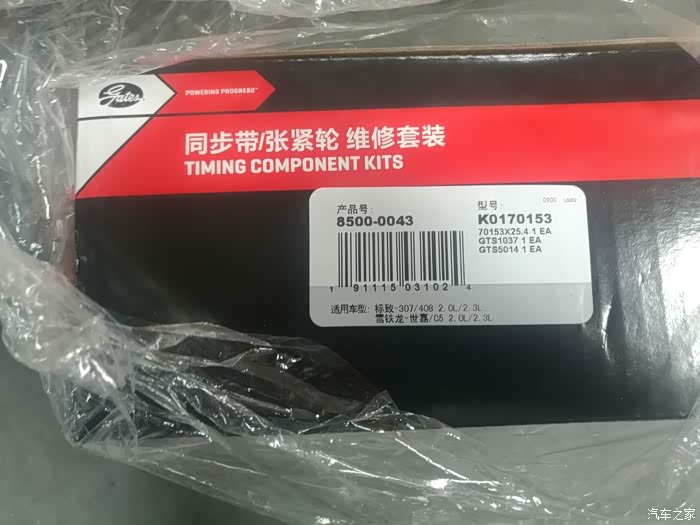 Gates
POWERING PROGRESS™
同步带/张紧轮 维修套装
TIMING COMPONENT KITS
产品号:
8500-0043
1 91115 03102 4
型号:
0900
K0170153
70153X25.4 1 EA
GTS1037 1 EA
GTS5014 1 EA
适用车型: 标致-307/408 2.0L/2.3L
雪铁龙-世嘉/C5 2.0L/2.3L
汽车之家